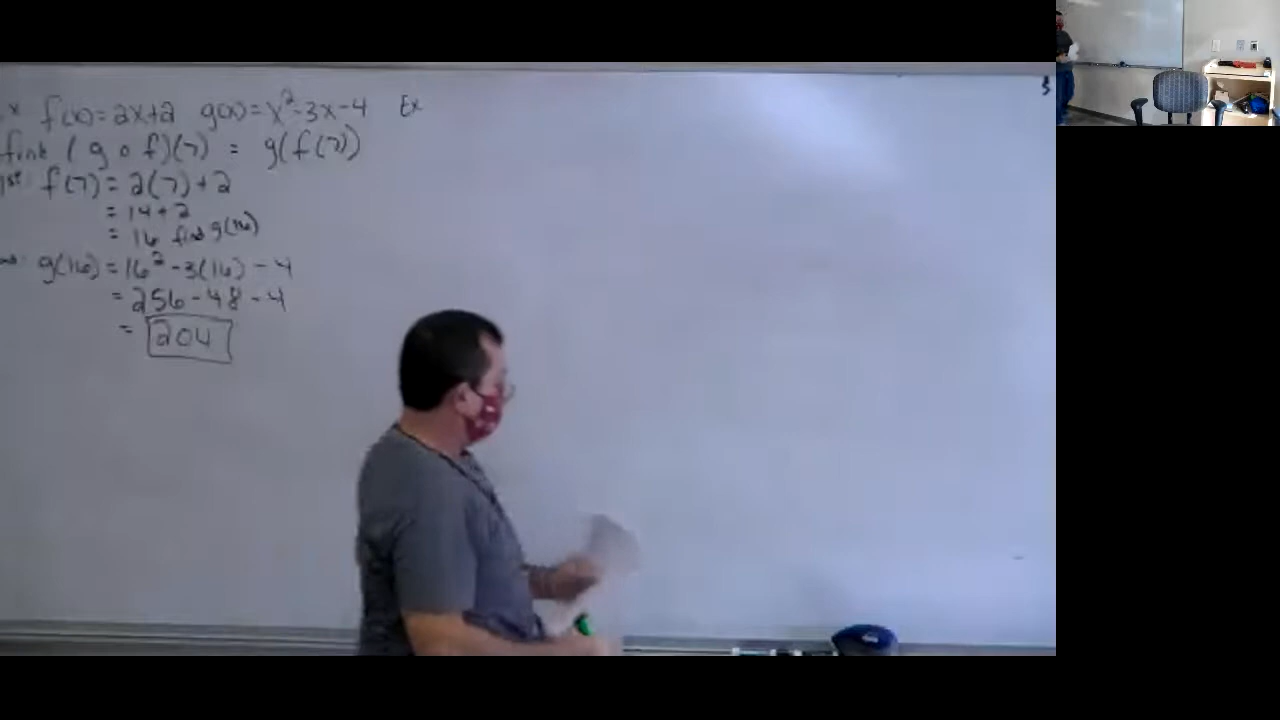 x f(x)=2x+2 g(x)=x²-3x-4 Ex
find (g o f)(7) = g(f(7))
1st: f(7) = 2(7)+2
= 14+2
= 16 find g(16)
g(16) = 16² -3(16) - 4
= 256-48-4
= 204